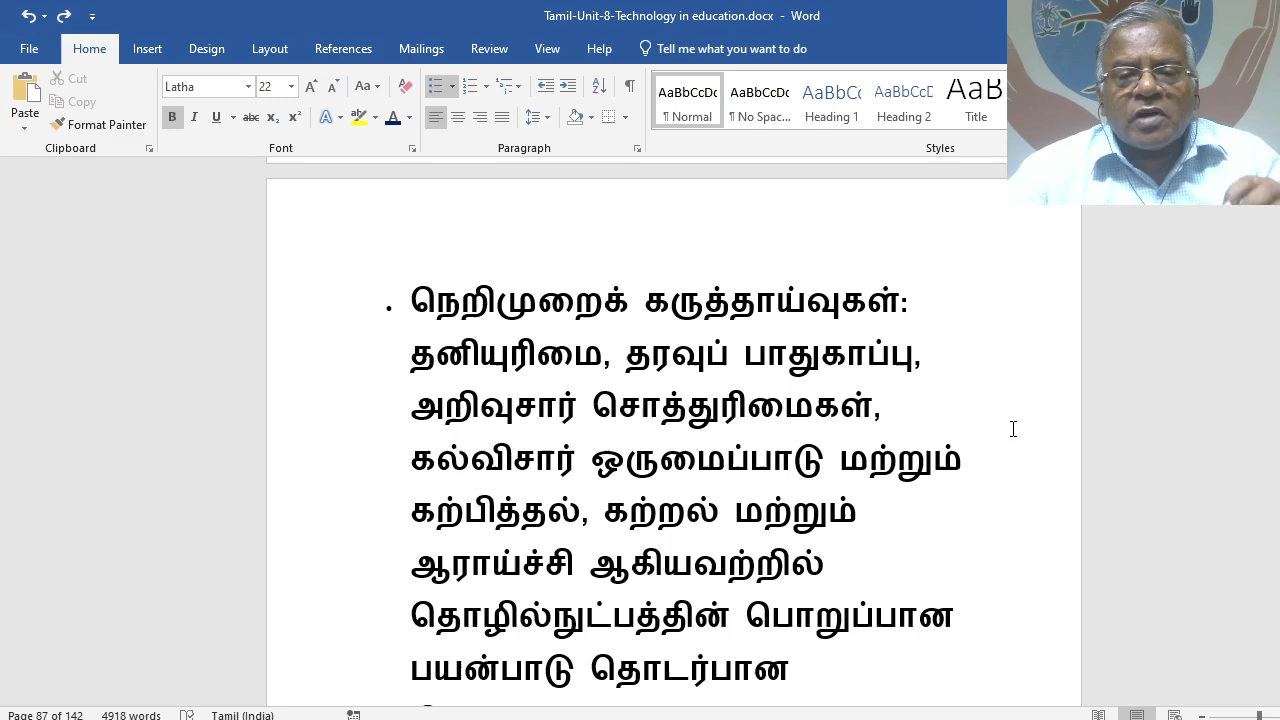 Tamil-Unit-8-Technology in education.docx - Word
File Home Insert Design Layout References Mailings Review View Help Tell me what you want to do
Cut
Copy
Paste
Format Painter
Latha 22
AaBbCcDc AaBbCcDc AaBbCc AaBbCcD AaB
¶ Normal ¶ No Spac... Heading 1 Heading 2 Title
Clipboard Font Paragraph Styles
• நெறிமுறைக் கருத்தாய்வுகள்:
தனியுரிமை, தரவுப் பாதுகாப்பு,
அறிவுசார் சொத்துரிமைகள்,
கல்விசார் ஒருமைப்பாடு மற்றும்
கற்பித்தல், கற்றல் மற்றும்
ஆராய்ச்சி ஆகியவற்றில்
தொழில்நுட்பத்தின் பொறுப்பான
பயன்பாடு தொடர்பான
Page 87 of 142 4918 words Tamil (India)